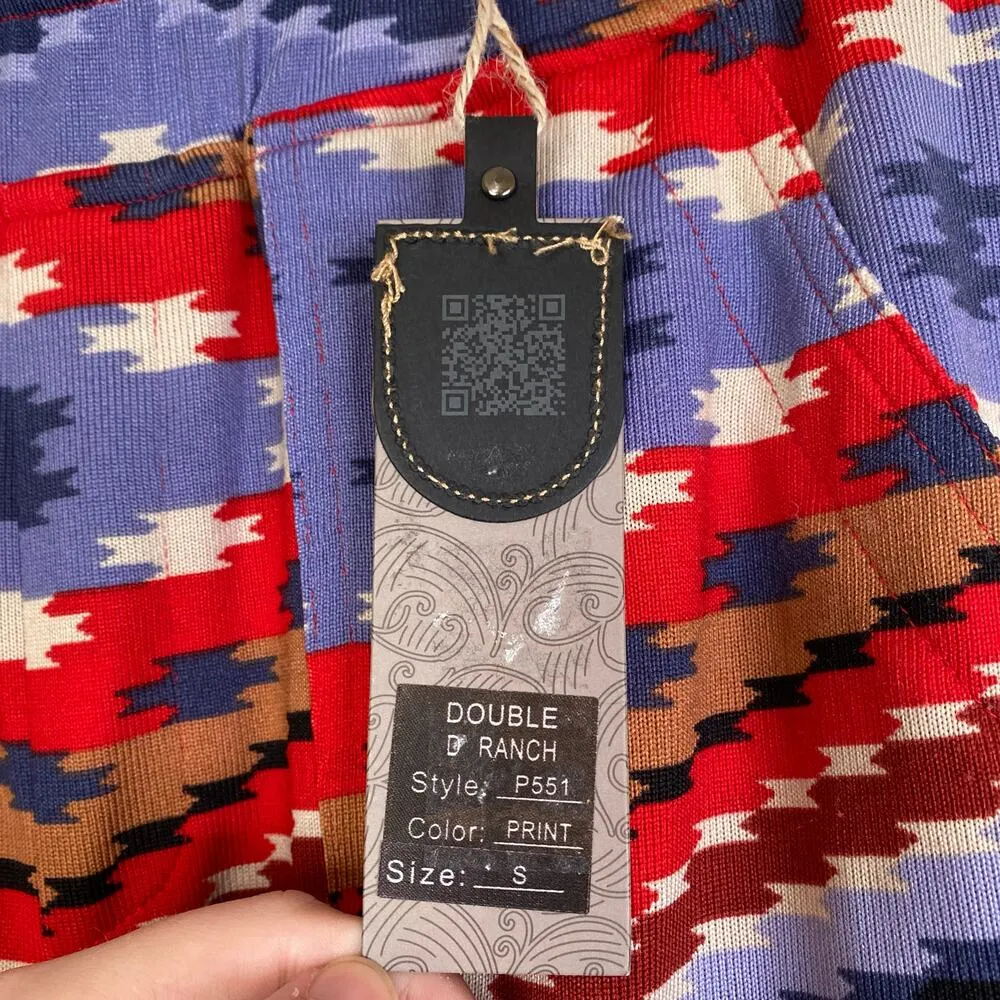 DOUBLE
D RANCH
Style: P551
Color: PRINT
Size: S